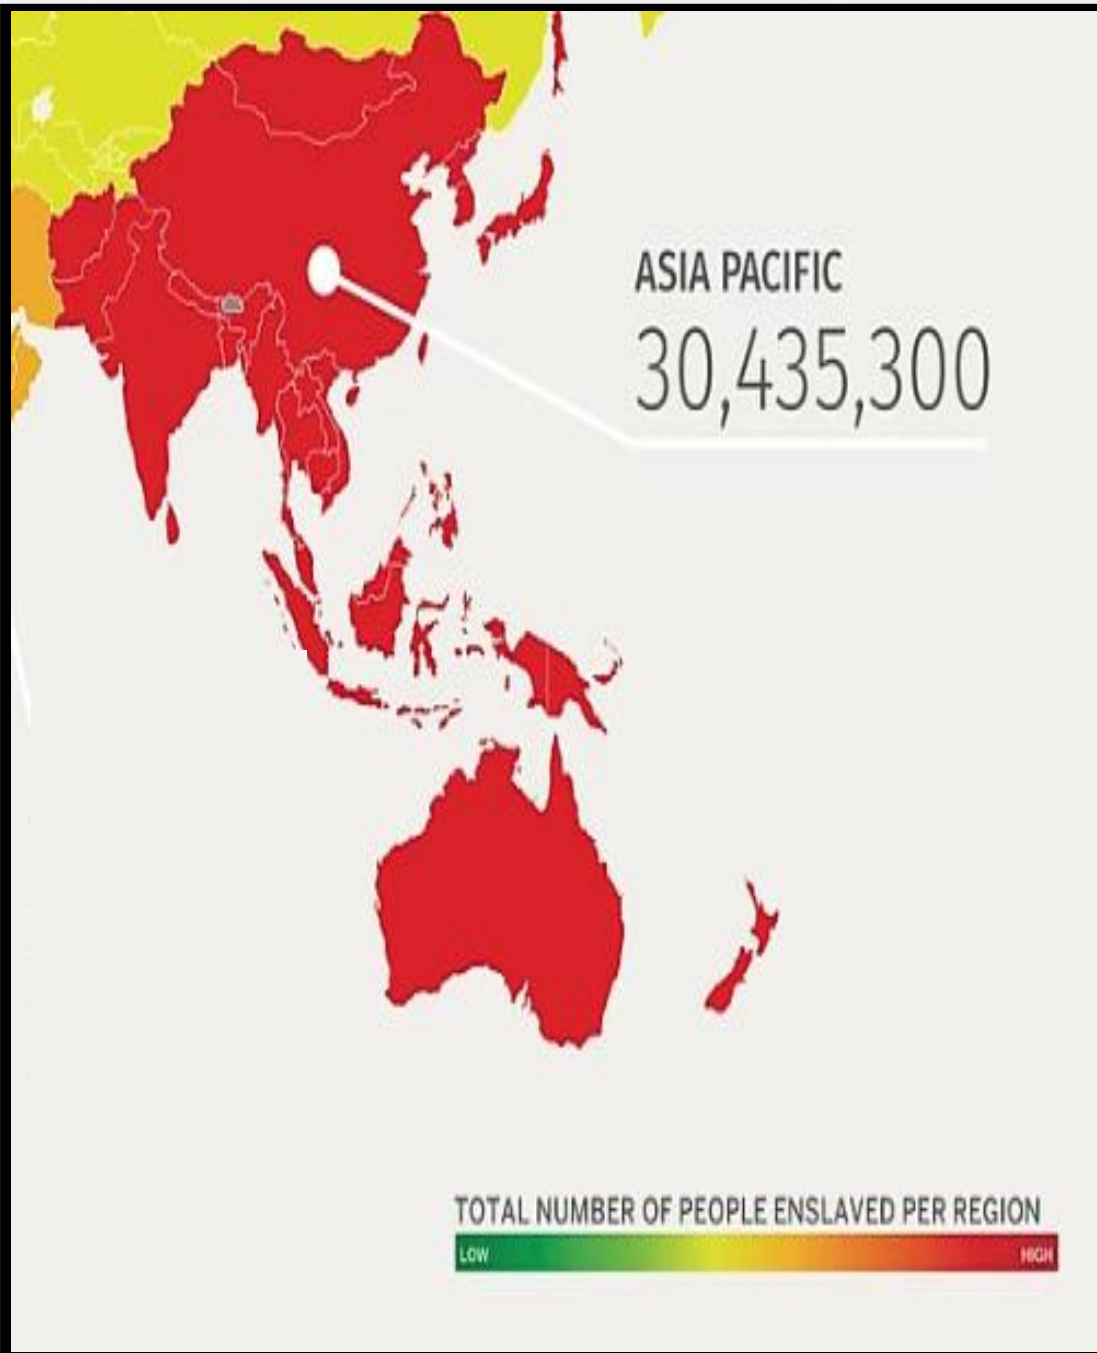 ASIA PACIFIC
30,435,300
TOTAL NUMBER OF PEOPLE ENSLAVED PER REGION
LOW HIGH